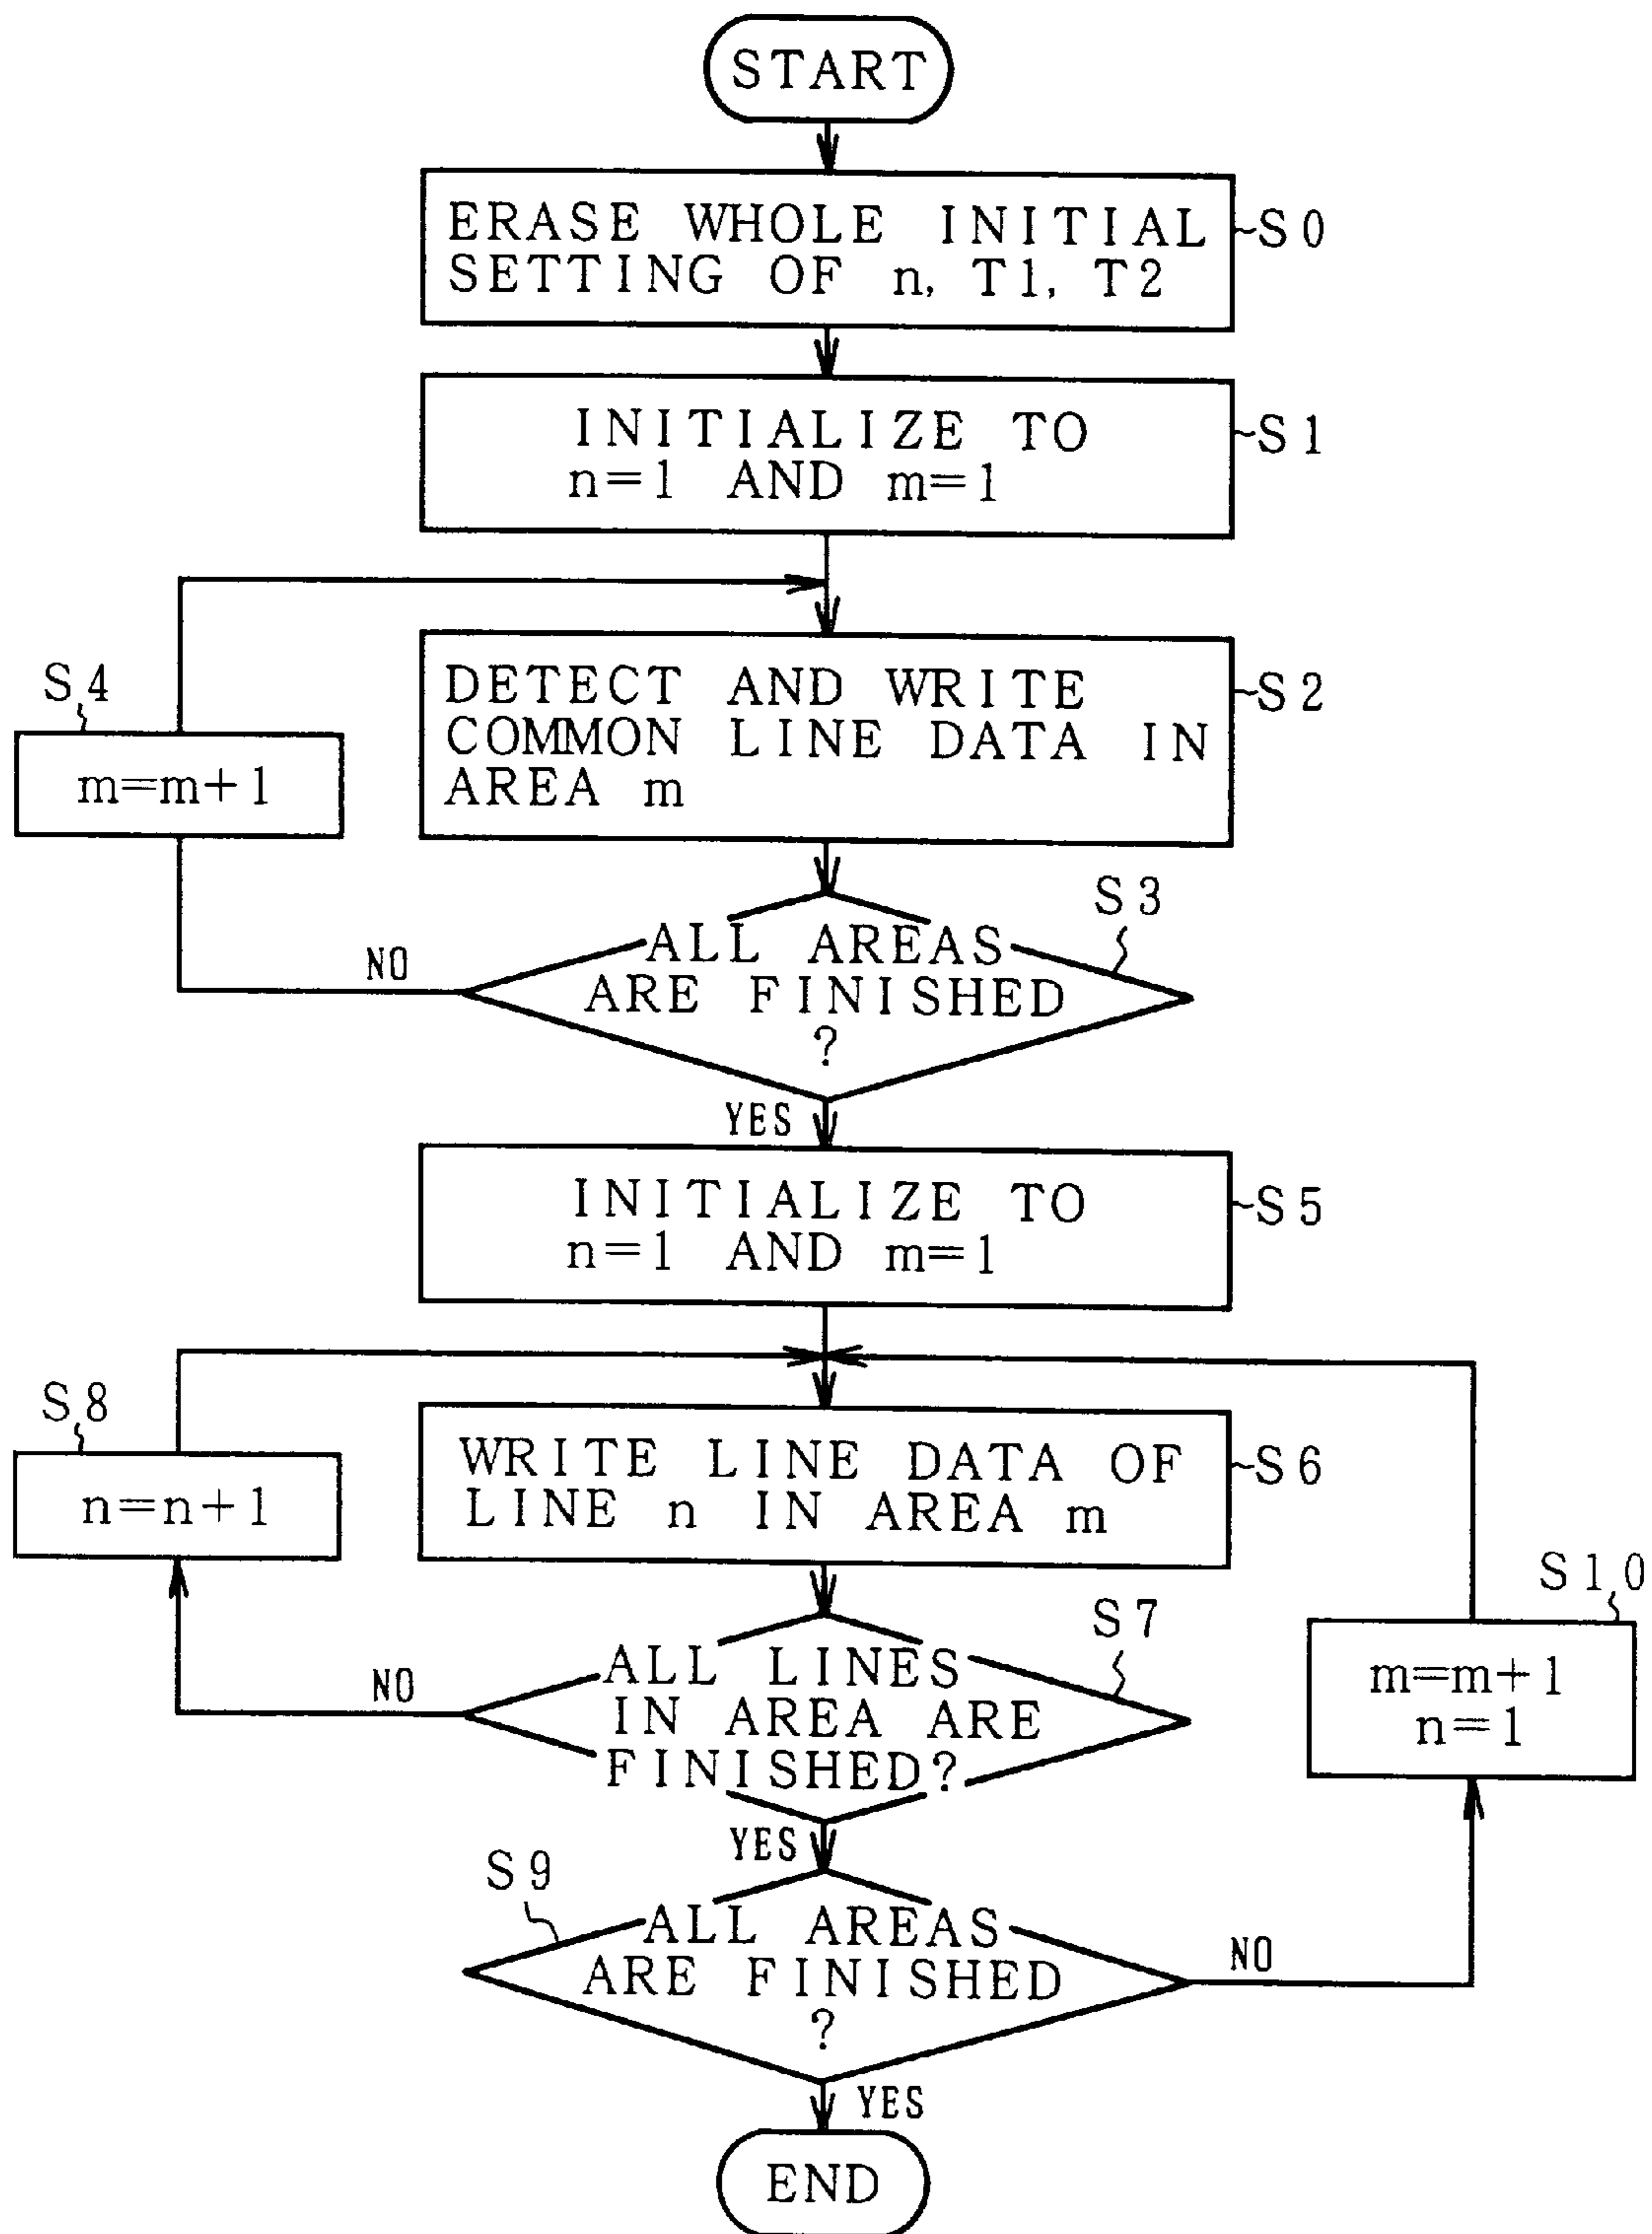 START
ERASE WHOLE INITIAL
SETTING OF n, T1, T2
S0
INITIALIZE TO
n=1 AND m=1
S1
S4
m=m+1
DETECT AND WRITE
COMMON LINE DATA IN
AREA m
S2
S3
ALL AREAS
ARE FINISHED
?
NO
YES
INITIALIZE TO
n=1 AND m=1
S5
S8
n=n+1
WRITE LINE DATA OF
LINE n IN AREA m
S6
S10
m=m+1
n=1
S7
ALL LINES
IN AREA ARE
FINISHED?
NO
YES
S9
ALL AREAS
ARE FINISHED
?
NO
YES
END